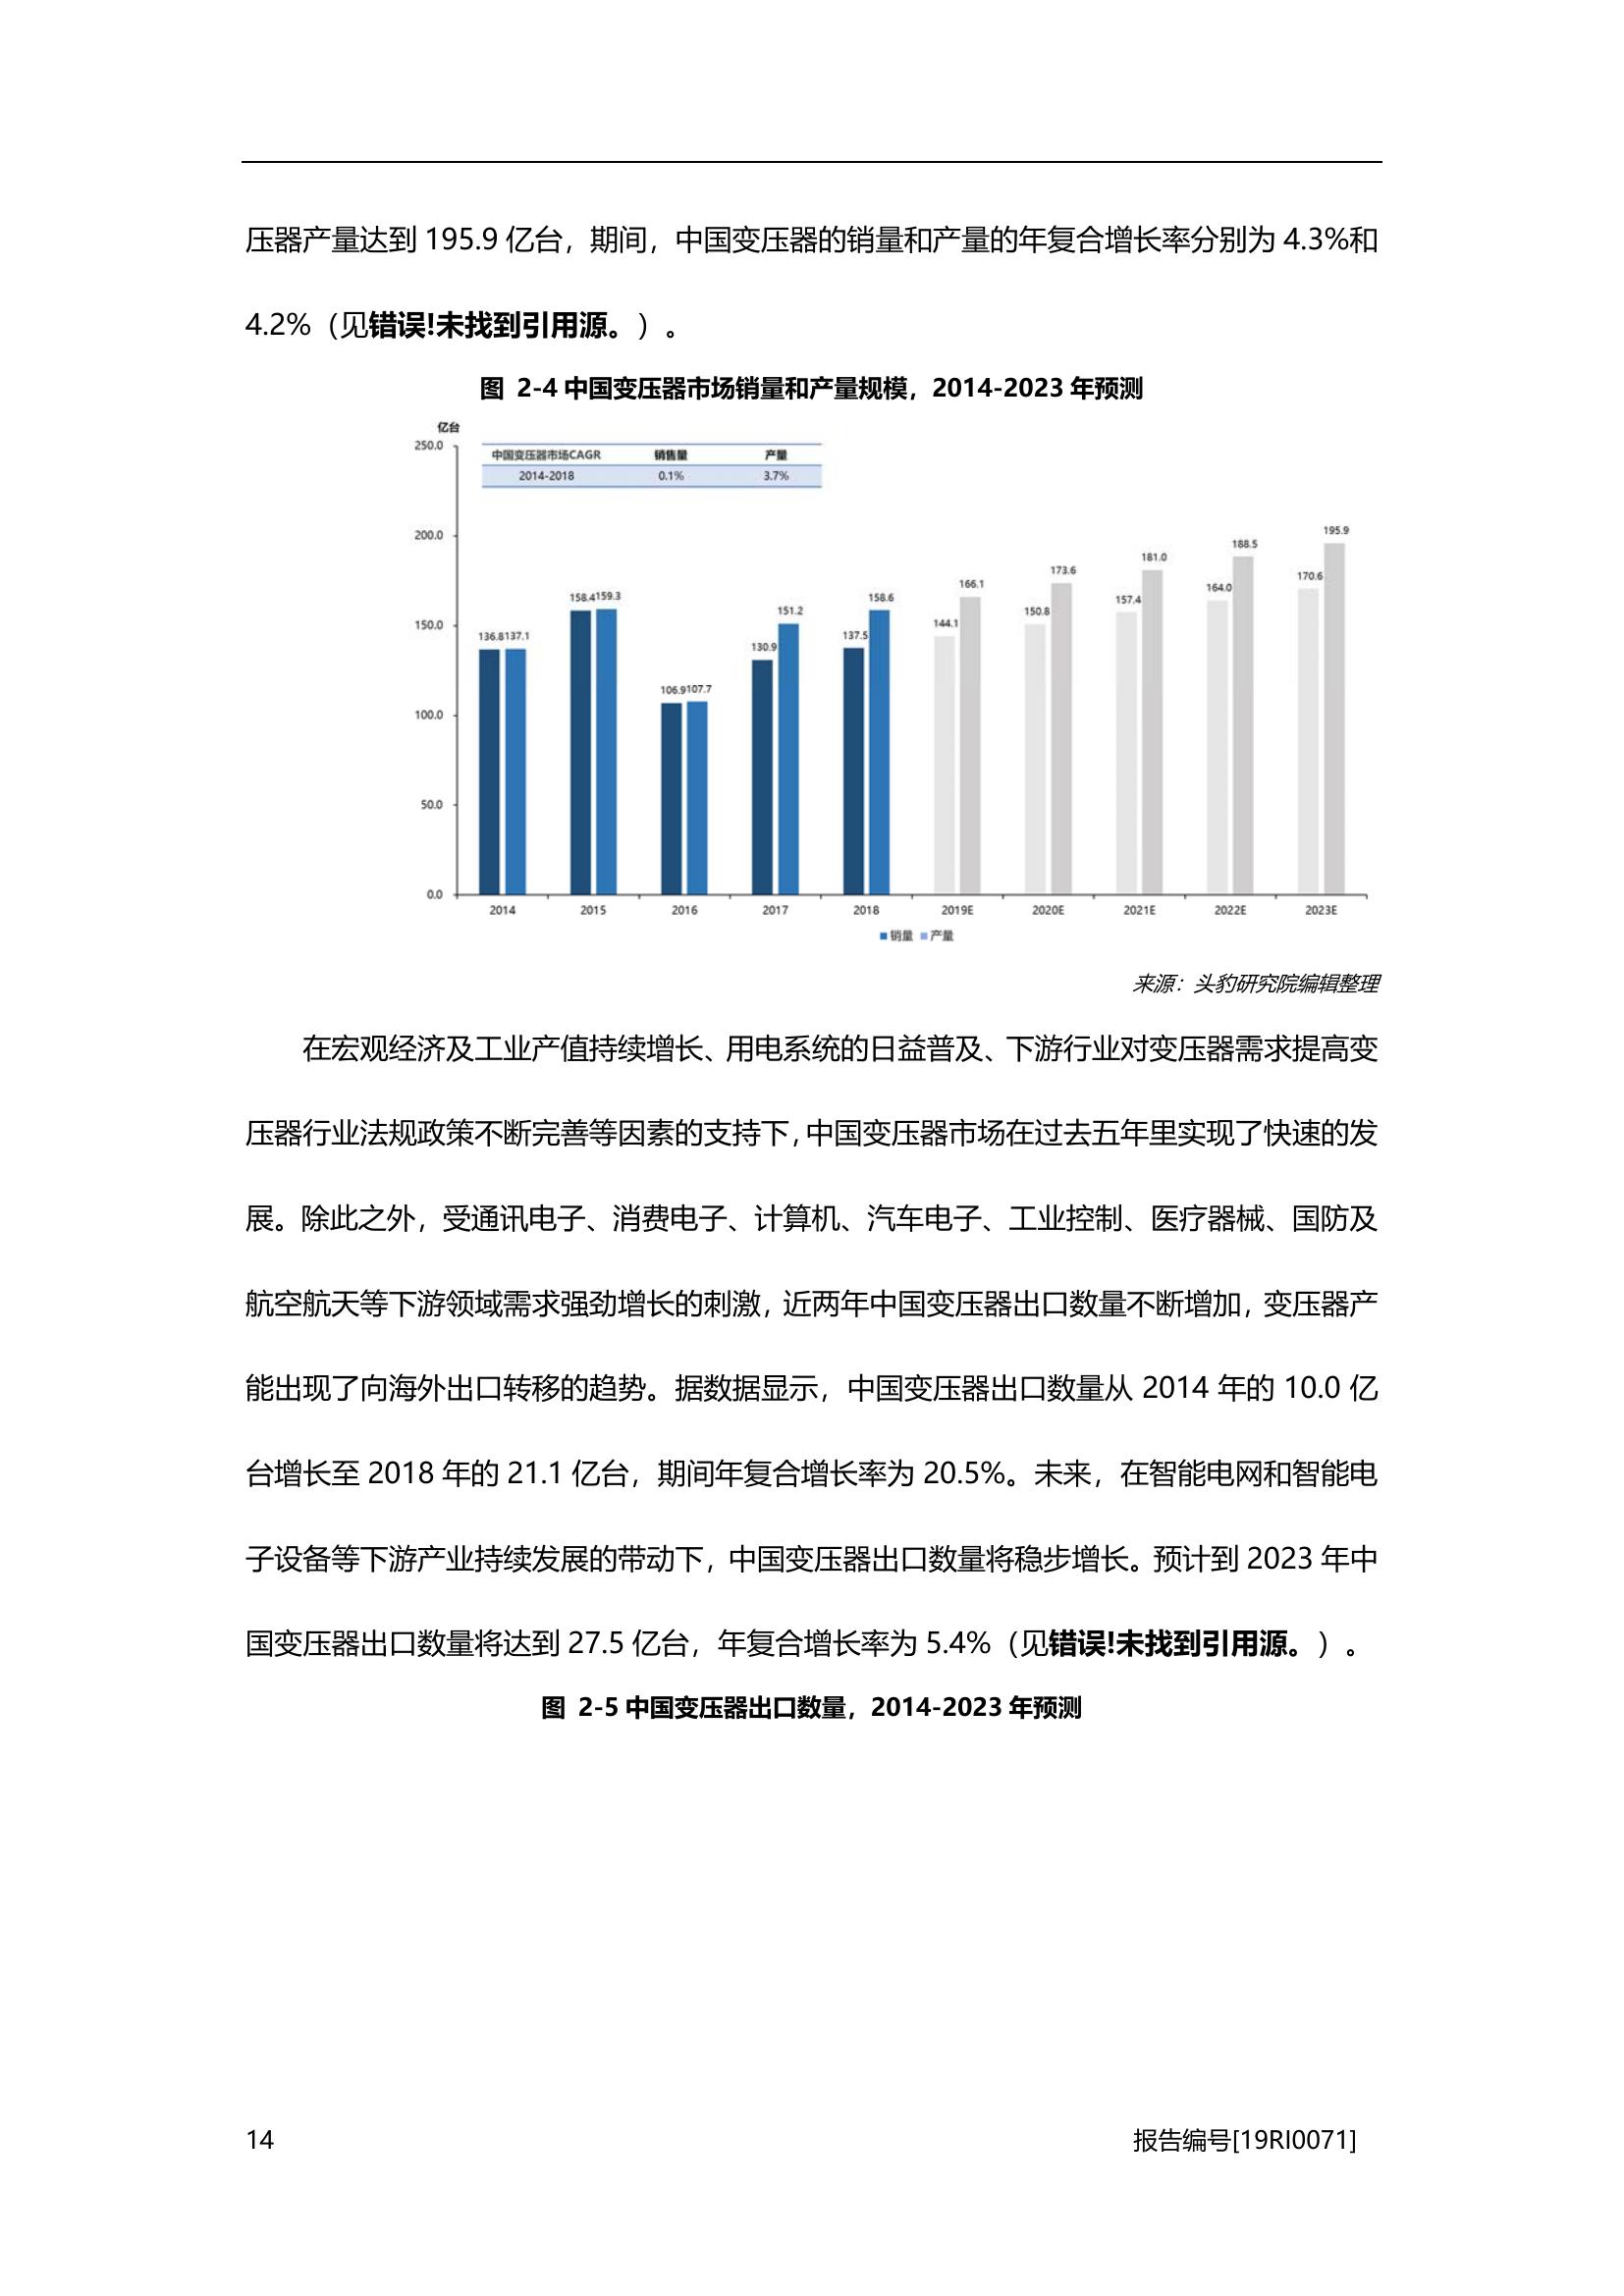 压器产量达到 195.9 亿台，期间，中国变压器的销量和产量的年复合增长率分别为 4.3%和
4.2%（见错误!未找到引用源。）。
图 2-4 中国变压器市场销量和产量规模，2014-2023 年预测
亿台
250.0
中国变压器市场CAGR 销售量 产量
2014-2018 0.1% 3.7%
200.0
150.0
100.0
50.0
0.0
136.8 137.1
158.4 159.3
106.9 107.7
130.9 151.2
137.5 158.6
144.1 166.1
150.8 173.6
157.4 181.0
164.0 188.5
170.6 195.9
2014 2015 2016 2017 2018 2019E 2020E 2021E 2022E 2023E
销量 产量
来源：头豹研究院编辑整理
在宏观经济及工业产值持续增长、用电系统的日益普及、下游行业对变压器需求提高变
压器行业法规政策不断完善等因素的支持下，中国变压器市场在过去五年里实现了快速的发
展。除此之外，受通讯电子、消费电子、计算机、汽车电子、工业控制、医疗器械、国防及
航空航天等下游领域需求强劲增长的刺激，近两年中国变压器出口数量不断增加，变压器产
能出现了向海外出口转移的趋势。据数据显示，中国变压器出口数量从 2014 年的 10.0 亿
台增长至 2018 年的 21.1 亿台，期间年复合增长率为 20.5%。未来，在智能电网和智能电
子设备等下游产业持续发展的带动下，中国变压器出口数量将稳步增长。预计到 2023 年中
国变压器出口数量将达到 27.5 亿台，年复合增长率为 5.4%（见错误!未找到引用源。）。
图 2-5 中国变压器出口数量，2014-2023 年预测
14 报告编号[19RI0071]